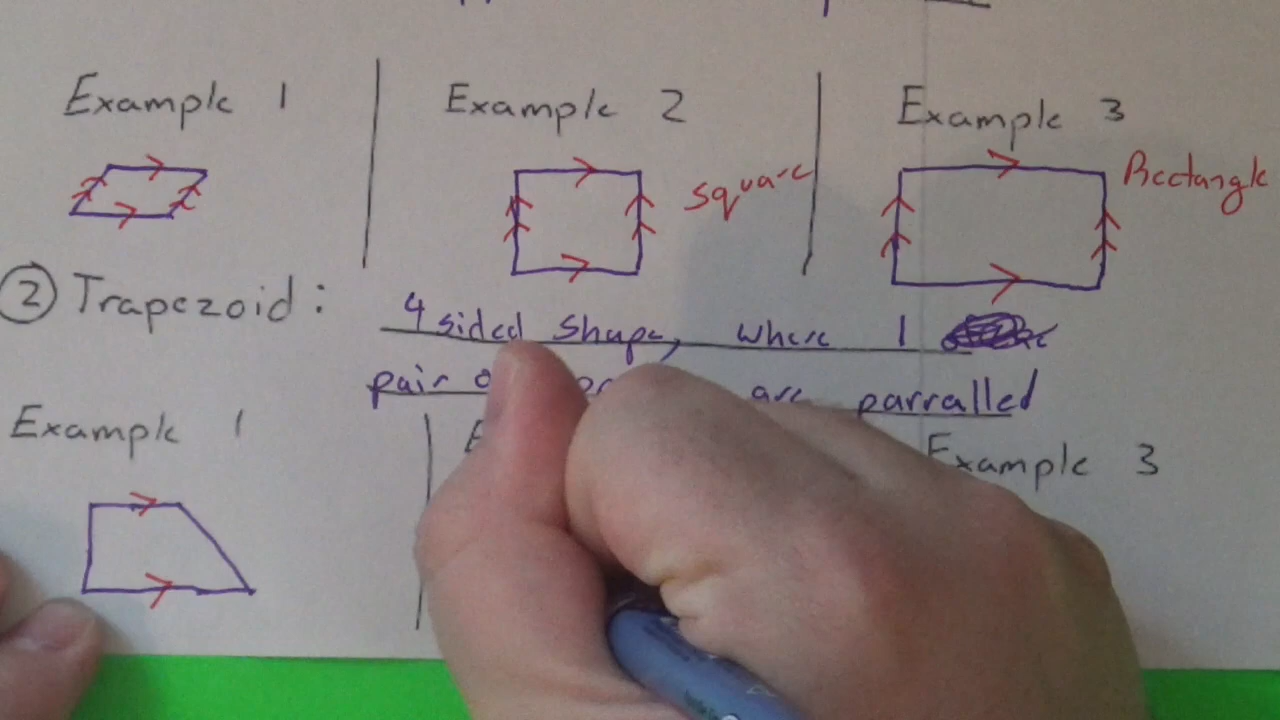 Example 1 Example 2 Example 3
square Rectangle
② Trapezoid: 4 sided shape, where 1
pair are parralled
Example 1 Example 3